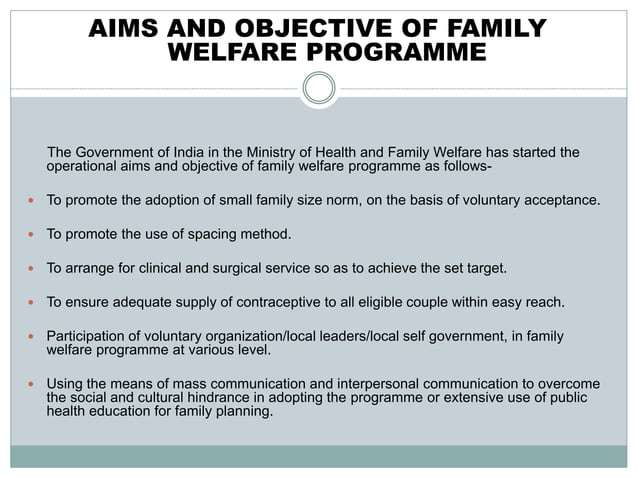 AIMS AND OBJECTIVE OF FAMILY
WELFARE PROGRAMME
The Government of India in the Ministry of Health and Family Welfare has started the
operational aims and objective of family welfare programme as follows-
• To promote the adoption of small family size norm, on the basis of voluntary acceptance.
• To promote the use of spacing method.
• To arrange for clinical and surgical service so as to achieve the set target.
• To ensure adequate supply of contraceptive to all eligible couple within easy reach.
• Participation of voluntary organization/local leaders/local self government, in family
welfare programme at various level.
• Using the means of mass communication and interpersonal communication to overcome
the social and cultural hindrance in adopting the programme or extensive use of public
health education for family planning.